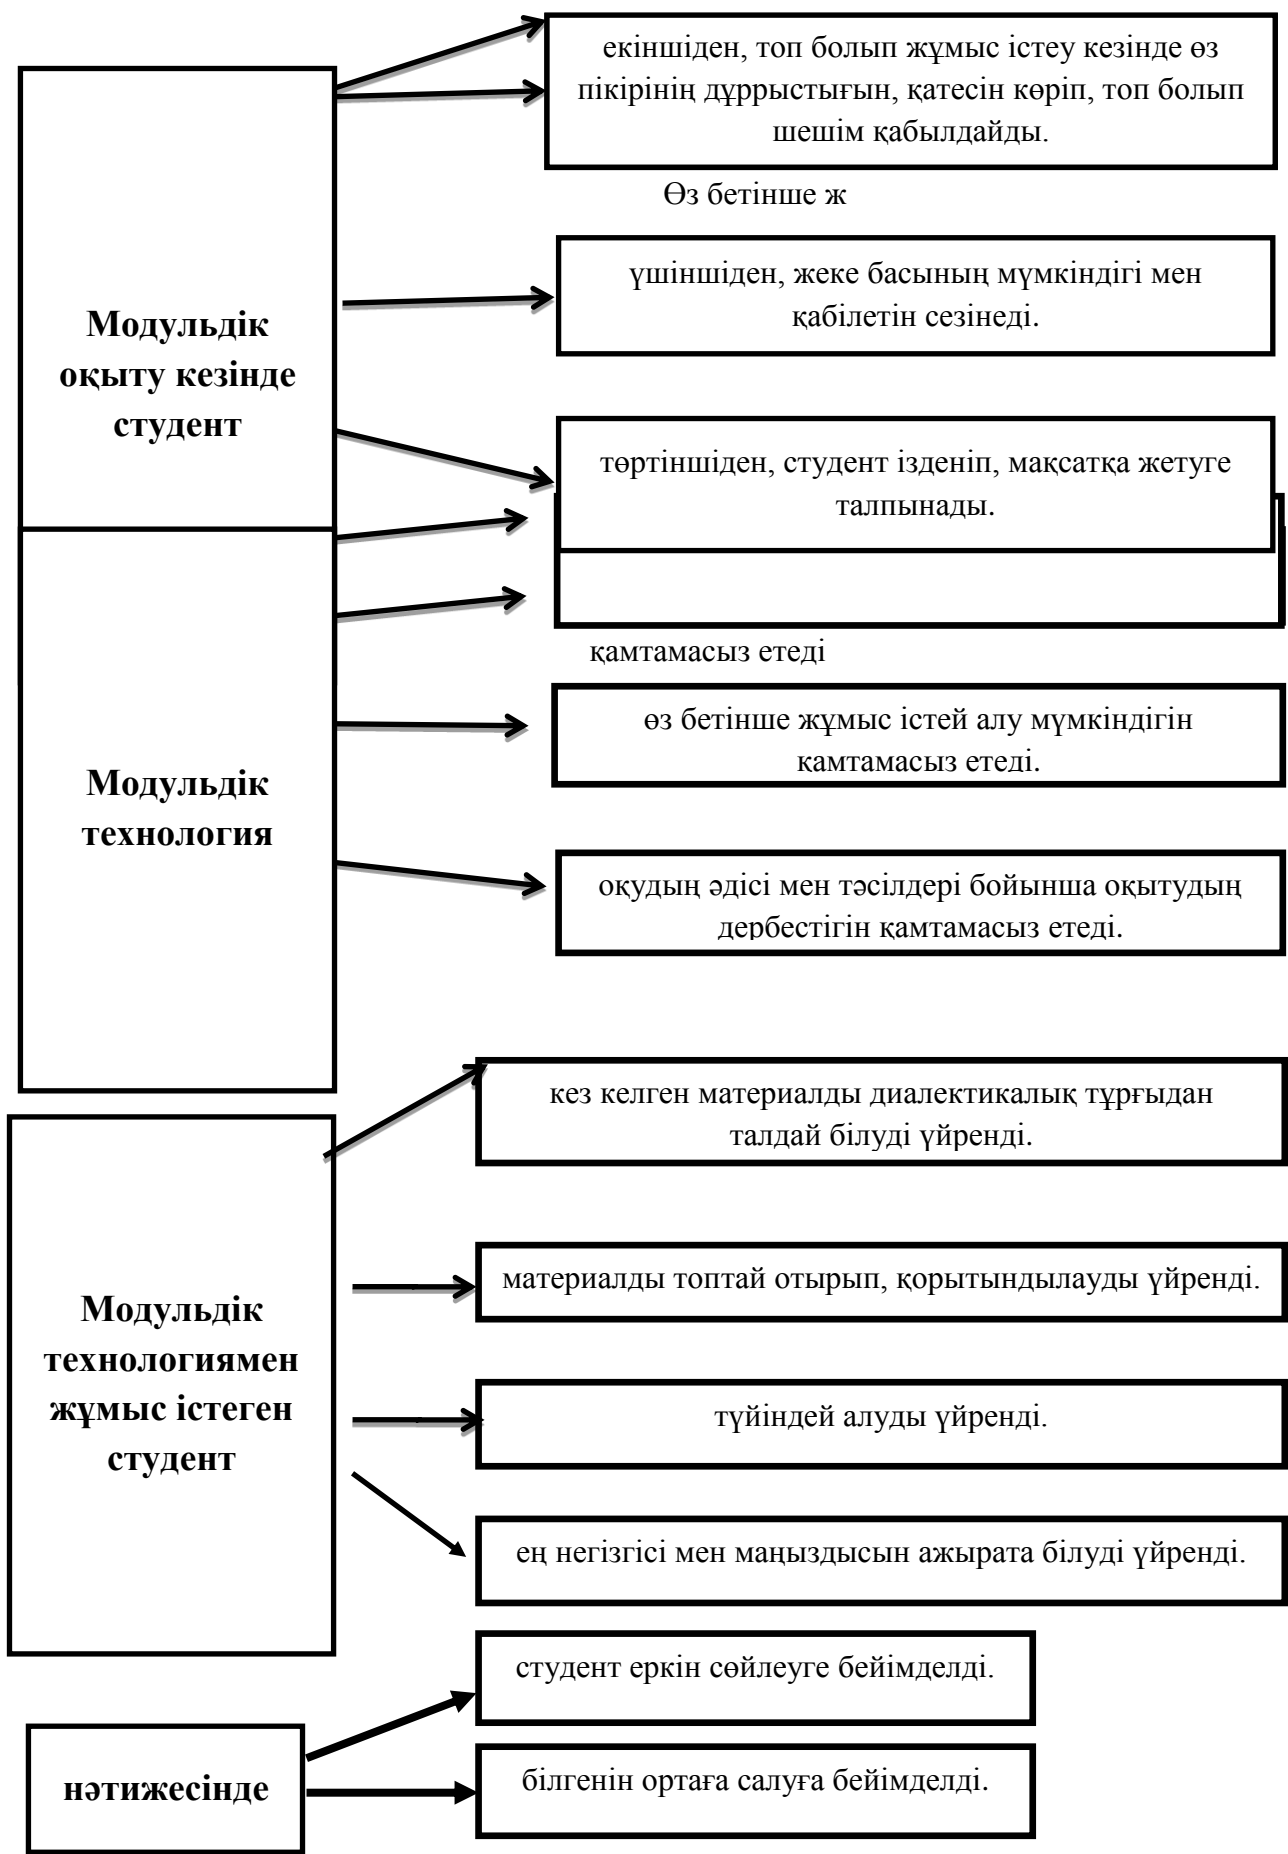 екіншіден, топ болып жұмыс істеу кезінде өз
пікірінің дұррыстығын, қатесін көріп, топ болып
шешім қабылдайды.
Өз бетінше ж
үшіншіден, жеке басының мүмкіндігі мен
қабілетін сезінеді.
Модульдік
оқыту кезінде
студент
төртіншіден, студент ізденіп, мақсатқа жетуге
талпынады.
қамтамасыз етеді
өз бетінше жұмыс істей алу мүмкіндігін
қамтамасыз етеді.
Модульдік
технология
оқудың әдісі мен тәсілдері бойынша оқытудың
дербестігін қамтамасыз етеді.
кез келген материалды диалектикалық тұрғыдан
талдай білуді үйренді.
материалды топтай отырып, қорытындылауды үйренді.
Модульдік
технологиямен
жұмыс істеген
студент
түйіндей алуды үйренді.
ең негізгісі мен маңыздысын ажырата білуді үйренді.
студент еркін сөйлеуге бейімделді.
нәтижесінде
білгенін ортаға салуға бейімделді.